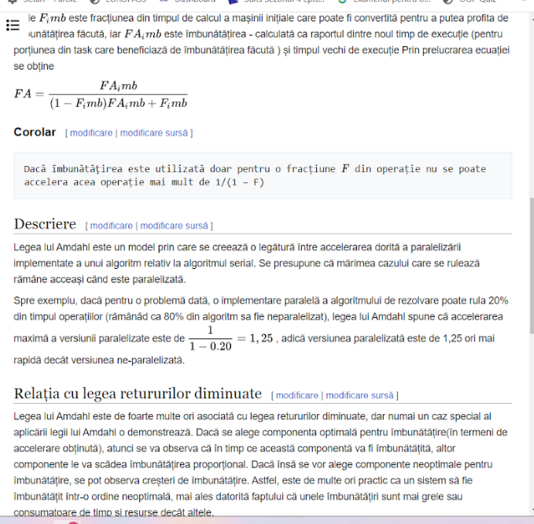 le F_imb este fracțiunea din timpul de calcul a mașinii inițiale care poate fi convertită pentru a putea profita de
unătățirea făcută, iar FA_imb este îmbunătățirea - calculată ca raportul dintre noul timp de execuție (pentru
porțiunea din task care beneficiază de îmbunătățirea făcută ) și timpul vechi de execuție Prin prelucrarea ecuației
se obține
FA = FA_imb / ((1 − F_imb)FA_imb + F_imb)
Corolar [ modificare | modificare sursă ]
Dacă îmbunătățirea este utilizată doar pentru o fracțiune F din operație nu se poate
accelera acea operație mai mult de 1/(1 – F)
Descriere [ modificare | modificare sursă ]
Legea lui Amdahl este un model prin care se creează o legătură între accelerarea dorită a paralelizării
implementate a unui algoritm relativ la algoritmul serial. Se presupune că mărimea cazului care se rulează
rămâne aceeași când este paralelizată.
Spre exemplu, dacă pentru o problemă dată, o implementare paralelă a algoritmului de rezolvare poate rula 20%
din timpul operațiilor (rămânâd ca 80% din algoritm sa fie neparalelizat), legea lui Amdahl spune că accelerarea
maximă a versiunii paralelizate este de 1 / (1 − 0.20) = 1,25 , adică versiunea paralelizată este de 1,25 ori mai
rapidă decât versiunea ne-paralelizată.
Relația cu legea retururilor diminuate [ modificare | modificare sursă ]
Legea lui Amdahl este de foarte multe ori asociată cu legea retururilor diminuate, dar numai un caz special al
aplicării legii lui Amdahl o demonstrează. Dacă se alege componenta optimală pentru îmbunătățire(în termeni de
accelerare obținută), atunci se va observa că în timp ce această componentă va fi îmbunătățită, altor
componente le va scădea îmbunătățirea proporțional. Dacă însă se vor alege componente neoptimale pentru
îmbunătățire, se pot observa creșteri de îmbunătățire. Astfel, este de multe ori practic ca un sistem să fie
îmbunătățit într-o ordine neoptimală, mai ales datorită faptului că unele îmbunătățiri sunt mai grele sau
consumatoare de timp și resurse decât altele.